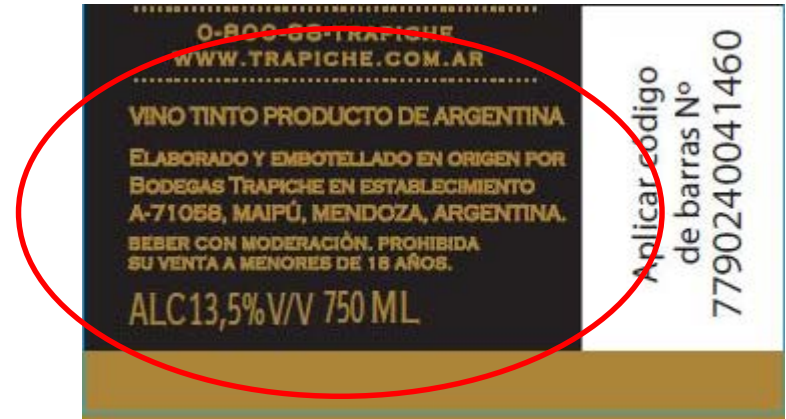 0-800-88-TRAPICHE
WWW.TRAPICHE.COM.AR
VINO TINTO PRODUCTO DE ARGENTINA
ELABORADO Y EMBOTELLADO EN ORIGEN POR
BODEGAS TRAPICHE EN ESTABLECIMIENTO
A-71058, MAIPÚ, MENDOZA, ARGENTINA.
BEBER CON MODERACIÓN. PROHIBIDA
SU VENTA A MENORES DE 18 AÑOS.
ALC 13,5% V/V 750 ML
Aplicar código
de barras Nº
7790240041460